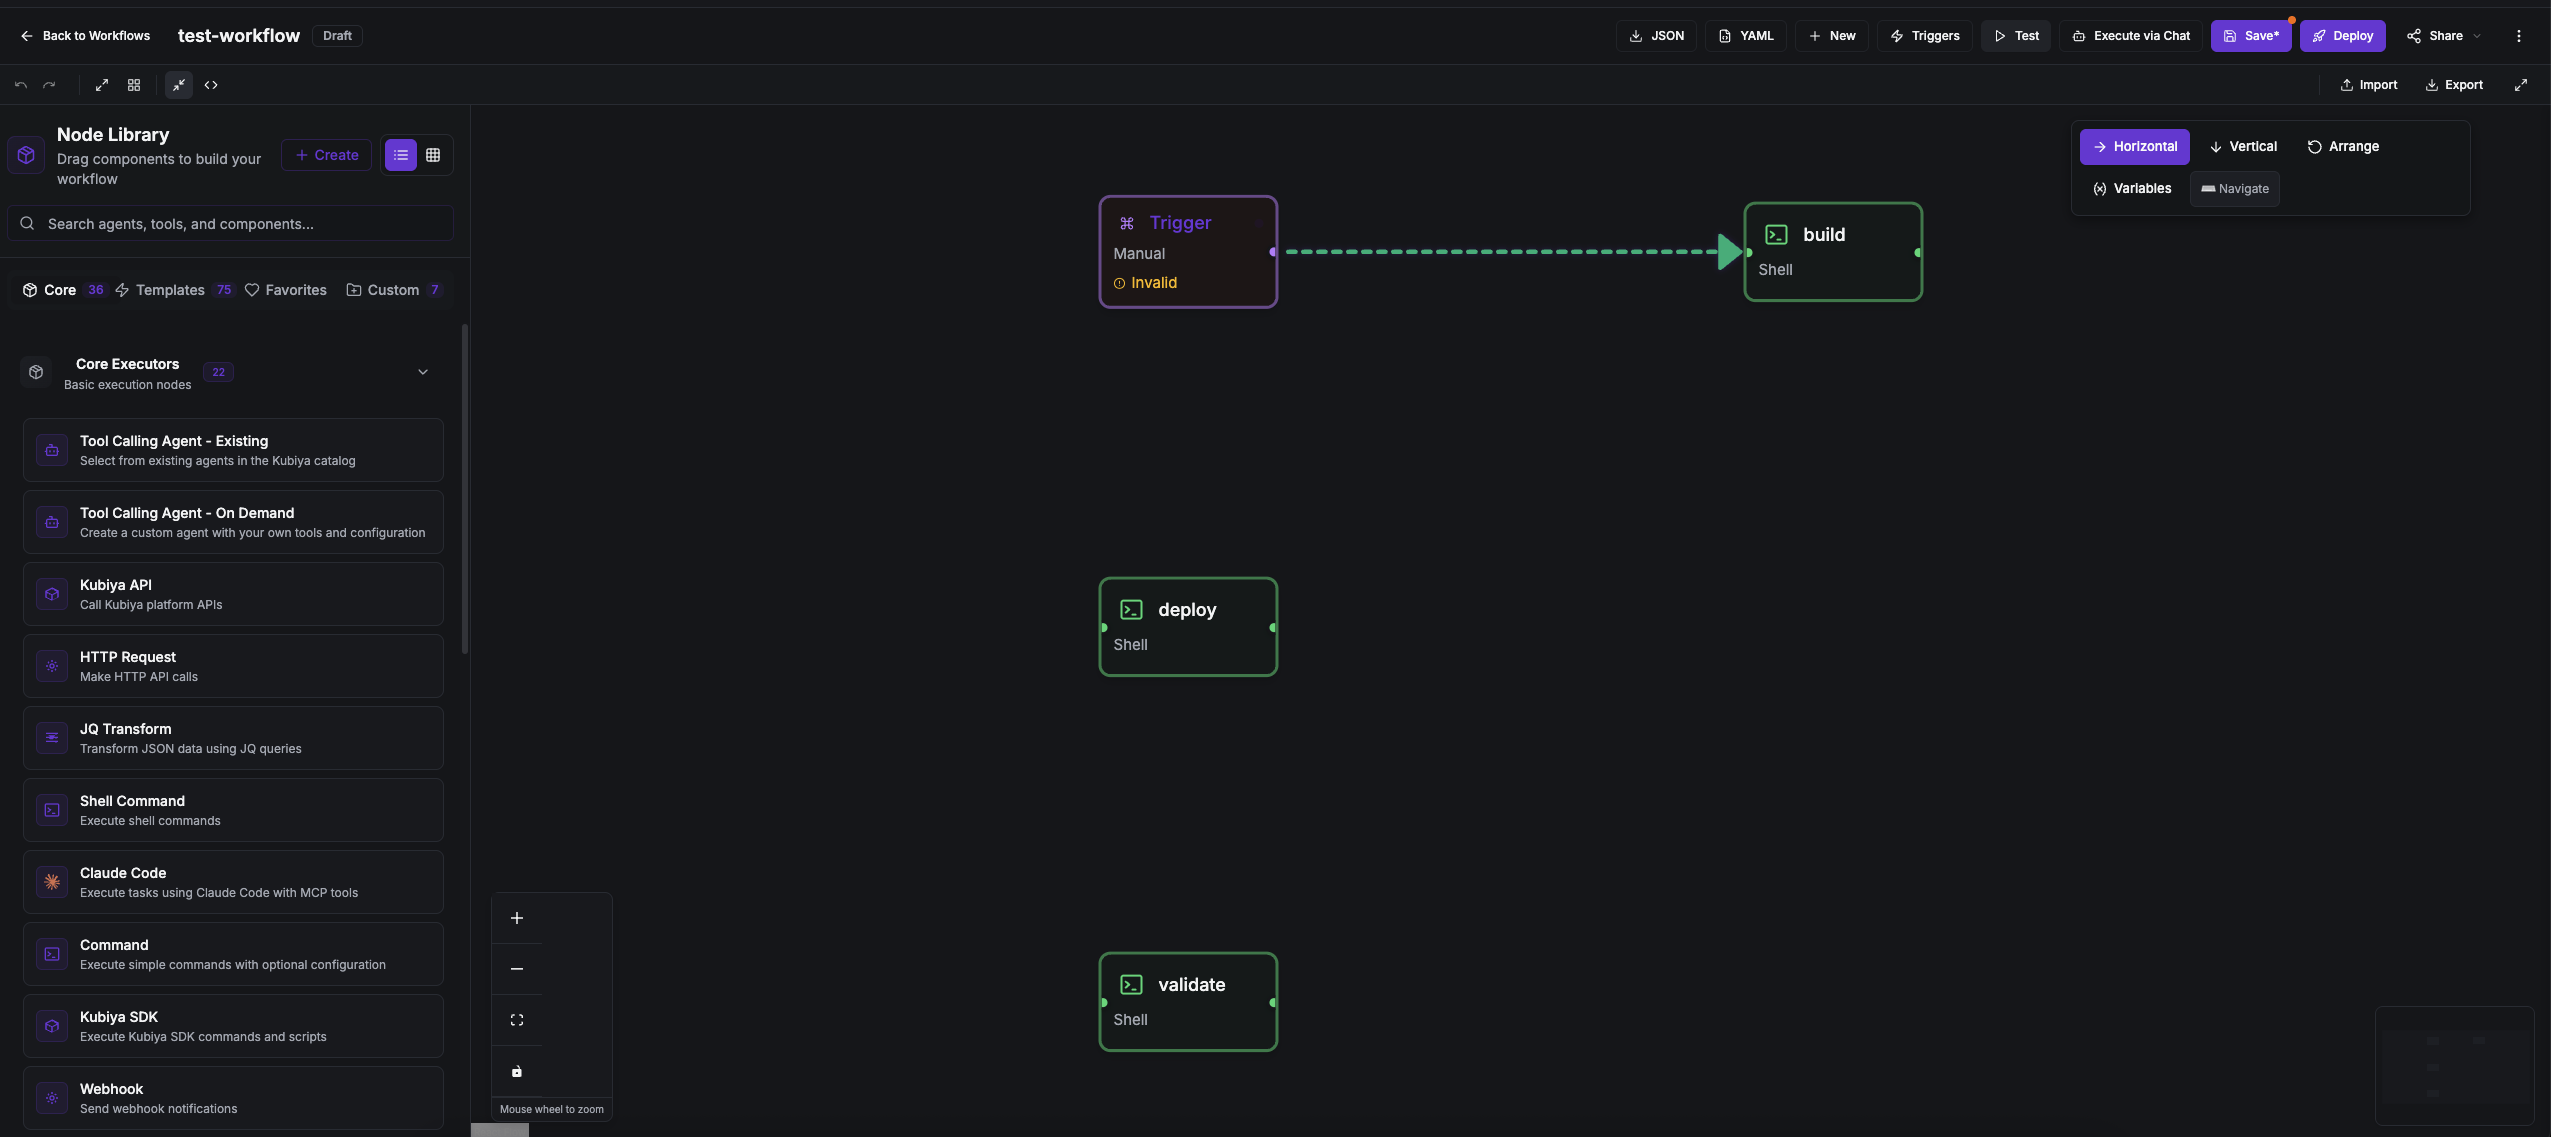 Back to Workflows
test-workflow
Draft
JSON
YAML
New
Triggers
Test
Execute via Chat
Save*
Deploy
Share
Import
Export
Node Library
Drag components to build your
workflow
Create
Search agents, tools, and components...
Core 36
Templates 75
Favorites
Custom 7
Core Executors
Basic execution nodes
22
Tool Calling Agent - Existing
Select from existing agents in the Kubiya catalog
Tool Calling Agent - On Demand
Create a custom agent with your own tools and configuration
Kubiya API
Call Kubiya platform APIs
HTTP Request
Make HTTP API calls
JQ Transform
Transform JSON data using JQ queries
Shell Command
Execute shell commands
Claude Code
Execute tasks using Claude Code with MCP tools
Command
Execute simple commands with optional configuration
Kubiya SDK
Execute Kubiya SDK commands and scripts
Webhook
Send webhook notifications
Trigger
Manual
Invalid
build
Shell
deploy
Shell
validate
Shell
Horizontal
Vertical
Arrange
Variables
Navigate
Mouse wheel to zoom